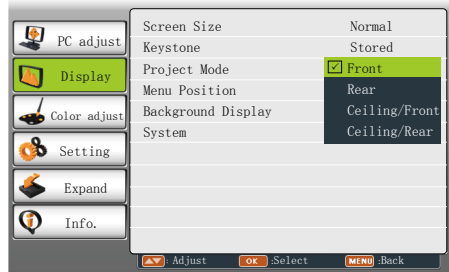 PC adjust
Display
Color adjust
Setting
Expand
Info.
Screen Size Normal
Keystone Stored
Project Mode Front
Menu Position Rear
Background Display Ceiling/Front
System Ceiling/Rear
: Adjust OK :Select MENU :Back